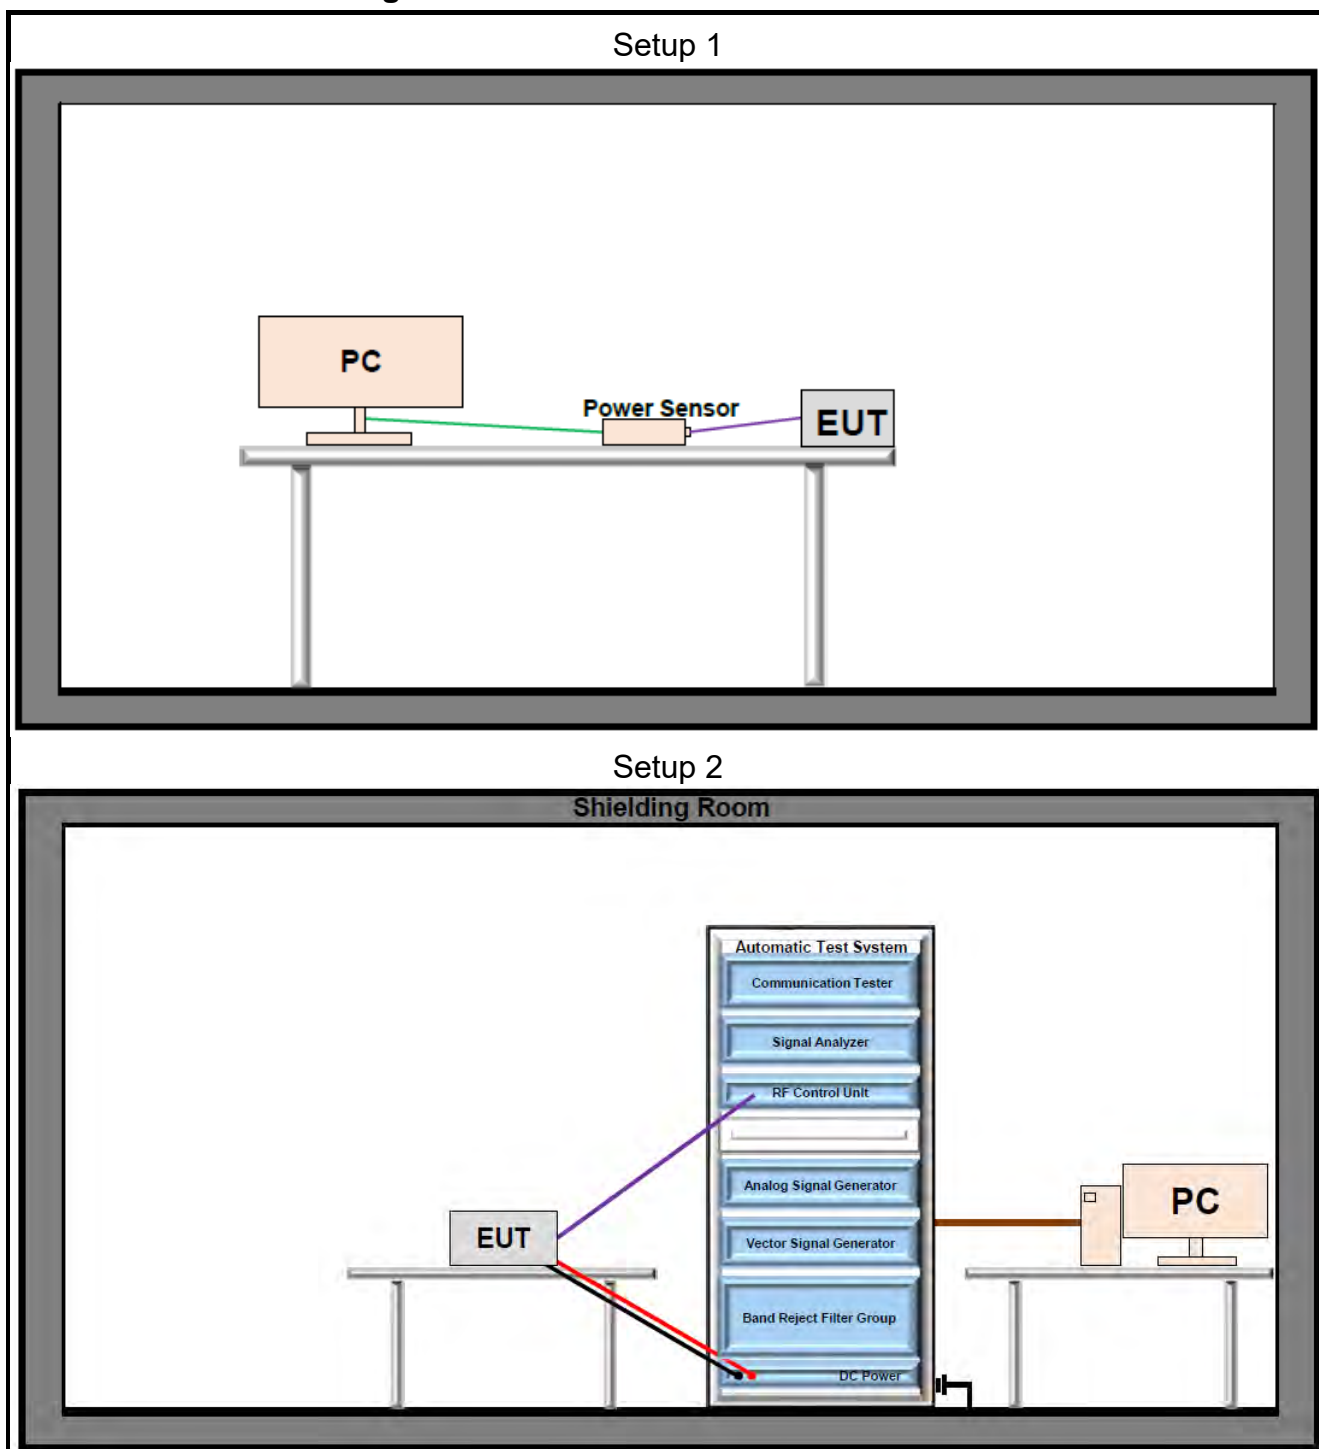 Setup 1
PC
Power Sensor
EUT
Setup 2
Shielding Room
Automatic Test System
Communication Tester
Signal Analyzer
RF Control Unit
Analog Signal Generator
Vector Signal Generator
Band Reject Filter Group
DC Power
EUT
PC